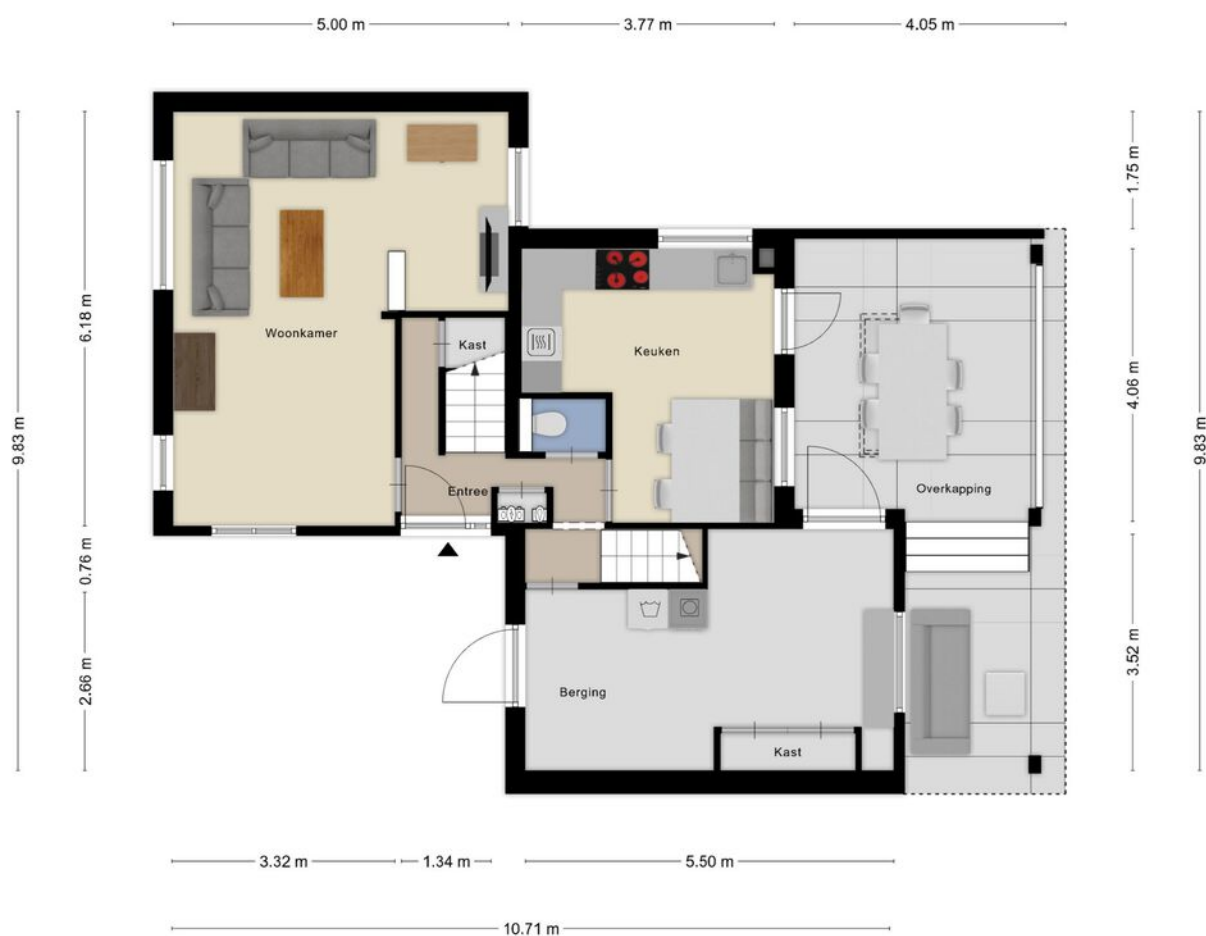 5.00 m
3.77 m
4.05 m
9.83 m
6.18 m
0.76 m
2.66 m
1.75 m
4.06 m
3.52 m
9.83 m
Woonkamer
Kast
Keuken
Entree
Overkapping
Berging
Kast
3.32 m
1.34 m
5.50 m
10.71 m